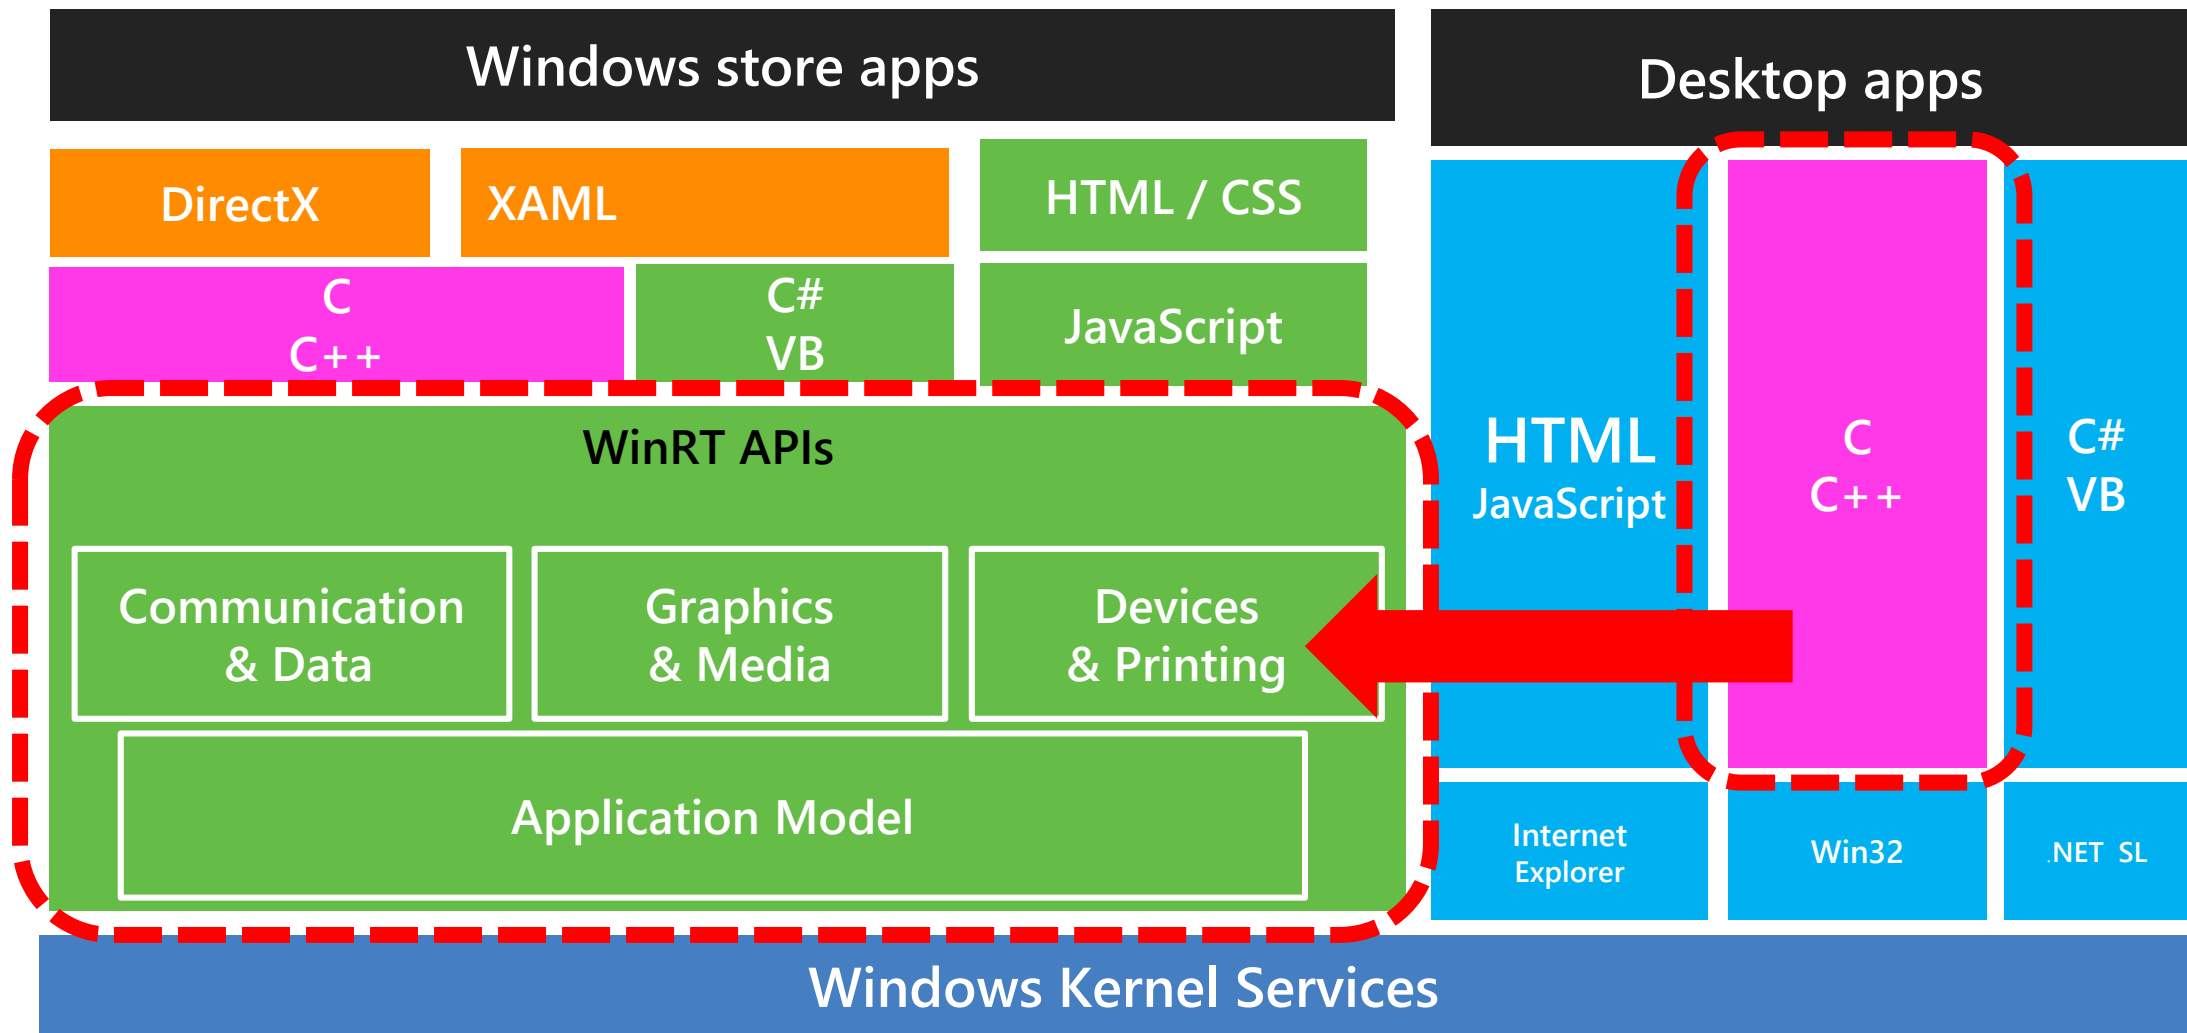 Windows store apps
Desktop apps
DirectX
XAML
HTML / CSS
C
C++
C#
VB
JavaScript
WinRT APIs
Communication
& Data
Graphics
& Media
Devices
& Printing
Application Model
HTML
JavaScript
C
C++
C#
VB
Internet
Explorer
Win32
.NET SL
Windows Kernel Services